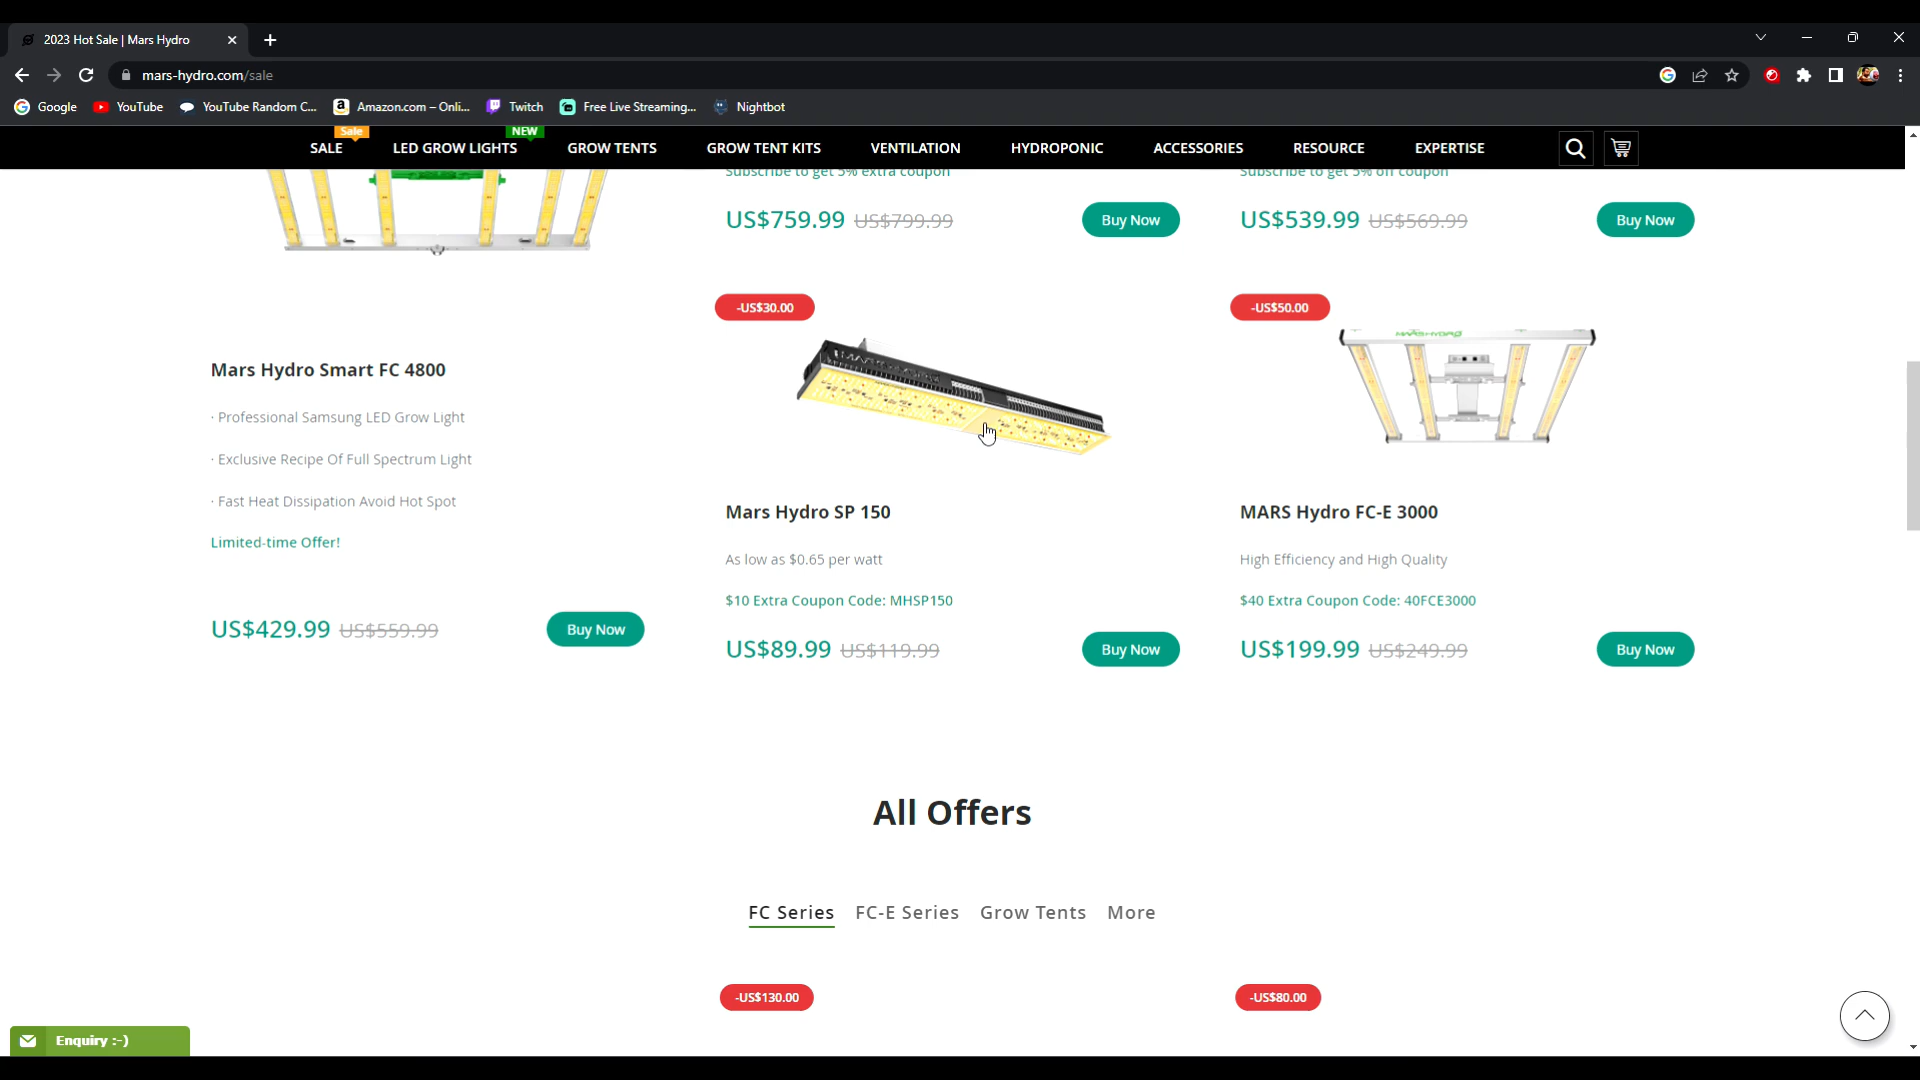 2023 Hot Sale | Mars Hydro
mars-hydro.com/sale
Google
YouTube
YouTube Random C...
Amazon.com – Onli...
Twitch
Free Live Streaming...
Nightbot
Sale
NEW
SALE
LED GROW LIGHTS
GROW TENTS
GROW TENT KITS
VENTILATION
HYDROPONIC
ACCESSORIES
RESOURCE
EXPERTISE
Subscribe to get 5% extra coupon
Subscribe to get 5% off coupon
US$759.99 US$799.99
Buy Now
US$539.99 US$569.99
Buy Now
-US$30.00
-US$50.00
MARS HYDRO
Mars Hydro Smart FC 4800
· Professional Samsung LED Grow Light
· Exclusive Recipe Of Full Spectrum Light
· Fast Heat Dissipation Avoid Hot Spot
Limited-time Offer!
US$429.99 US$559.99
Buy Now
Mars Hydro SP 150
As low as $0.65 per watt
$10 Extra Coupon Code: MHSP150
US$89.99 US$119.99
Buy Now
MARS Hydro FC-E 3000
High Efficiency and High Quality
$40 Extra Coupon Code: 40FCE3000
US$199.99 US$249.99
Buy Now
All Offers
FC Series
FC-E Series
Grow Tents
More
-US$130.00
-US$80.00
Enquiry :-)